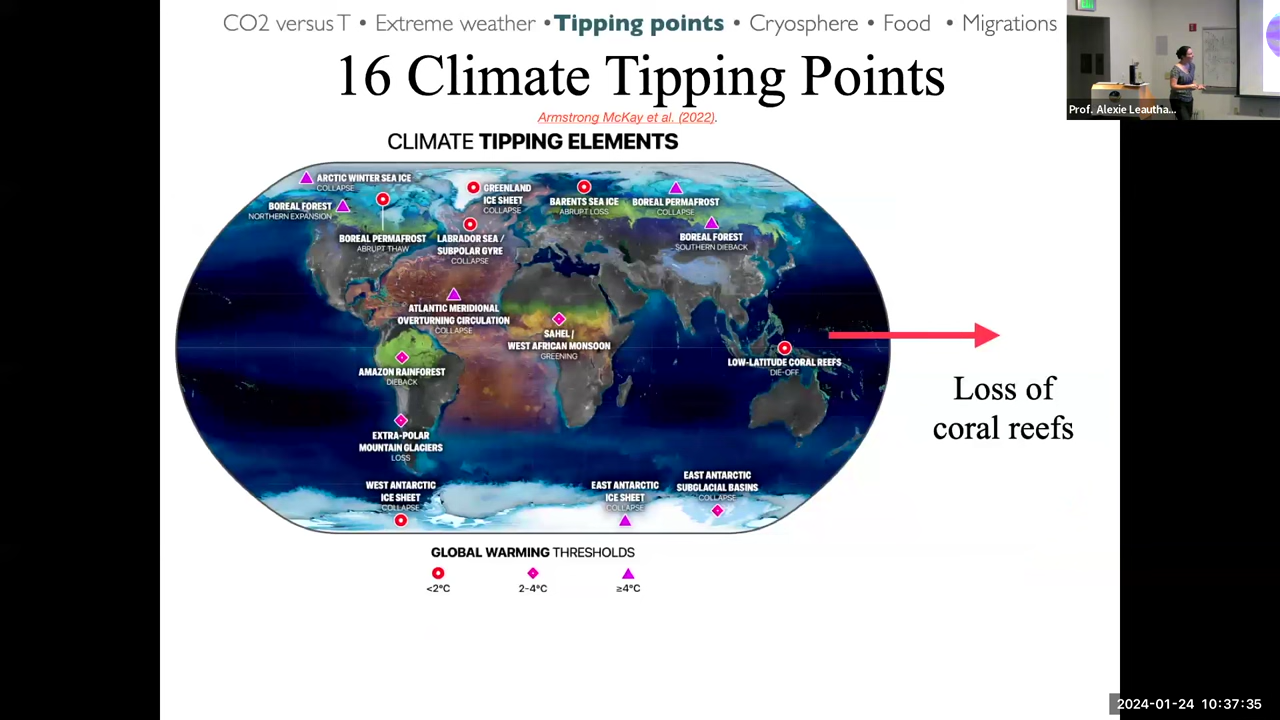 CO2 versus T • Extreme weather • Tipping points • Cryosphere • Food • Migrations
16 Climate Tipping Points
Armstrong McKay et al. (2022).
CLIMATE TIPPING ELEMENTS
ARCTIC WINTER SEA ICE
COLLAPSE
GREENLAND
ICE SHEET
COLLAPSE
BARENTS SEA ICE
ABRUPT LOSS
BOREAL PERMAFROST
COLLAPSE
BOREAL FOREST
NORTHERN EXPANSION
BOREAL PERMAFROST
ABRUPT THAW
LABRADOR SEA /
SUBPOLAR GYRE
COLLAPSE
BOREAL FOREST
SOUTHERN DIEBACK
ATLANTIC MERIDIONAL
OVERTURNING CIRCULATION
COLLAPSE
SAHEL /
WEST AFRICAN MONSOON
GREENING
LOW-LATITUDE CORAL REEFS
DIE-OFF
AMAZON RAINFOREST
DIEBACK
Loss of
coral reefs
EXTRA-POLAR
MOUNTAIN GLACIERS
LOSS
WEST ANTARCTIC
ICE SHEET
COLLAPSE
EAST ANTARCTIC
ICE SHEET
COLLAPSE
EAST ANTARCTIC
SUBGLACIAL BASINS
COLLAPSE
GLOBAL WARMING THRESHOLDS
<2°C
2-4°C
≥4°C
Prof. Alexie Leautha...
2024-01-24 10:37:35